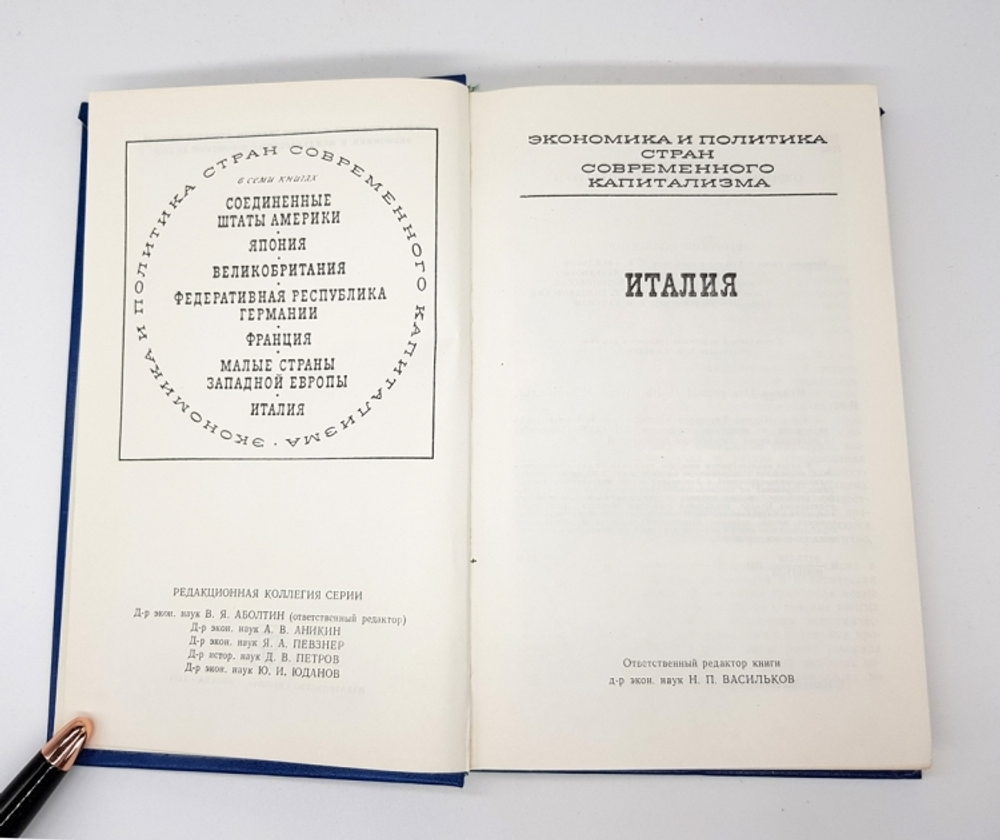 ЭКОНОМИКА И ПОЛИТИКА СТРАН СОВРЕМЕННОГО КАПИТАЛИЗМА ·
в семи книгах
СОЕДИНЕННЫЕ
ШТАТЫ АМЕРИКИ
·
ЯПОНИЯ
·
ВЕЛИКОБРИТАНИЯ
·
ФЕДЕРАТИВНАЯ РЕСПУБЛИКА
ГЕРМАНИИ
·
ФРАНЦИЯ
·
МАЛЫЕ СТРАНЫ
ЗАПАДНОЙ ЕВРОПЫ
·
ИТАЛИЯ
РЕДАКЦИОННАЯ КОЛЛЕГИЯ СЕРИИ
Д-р экон. наук В. Я. АБОЛТИН (ответственный редактор)
Д-р экон. наук А. В. АНИКИН
Д-р экон. наук Я. А. ПЕВЗНЕР
Д-р истор. наук Д. В. ПЕТРОВ
Д-р экон. наук Ю. И. ЮДАНОВ
ЭКОНОМИКА И ПОЛИТИКА
СТРАН
СОВРЕМЕННОГО
КАПИТАЛИЗМА
ИТАЛИЯ
Ответственный редактор книги
д-р экон. наук Н. П. ВАСИЛЬКОВ